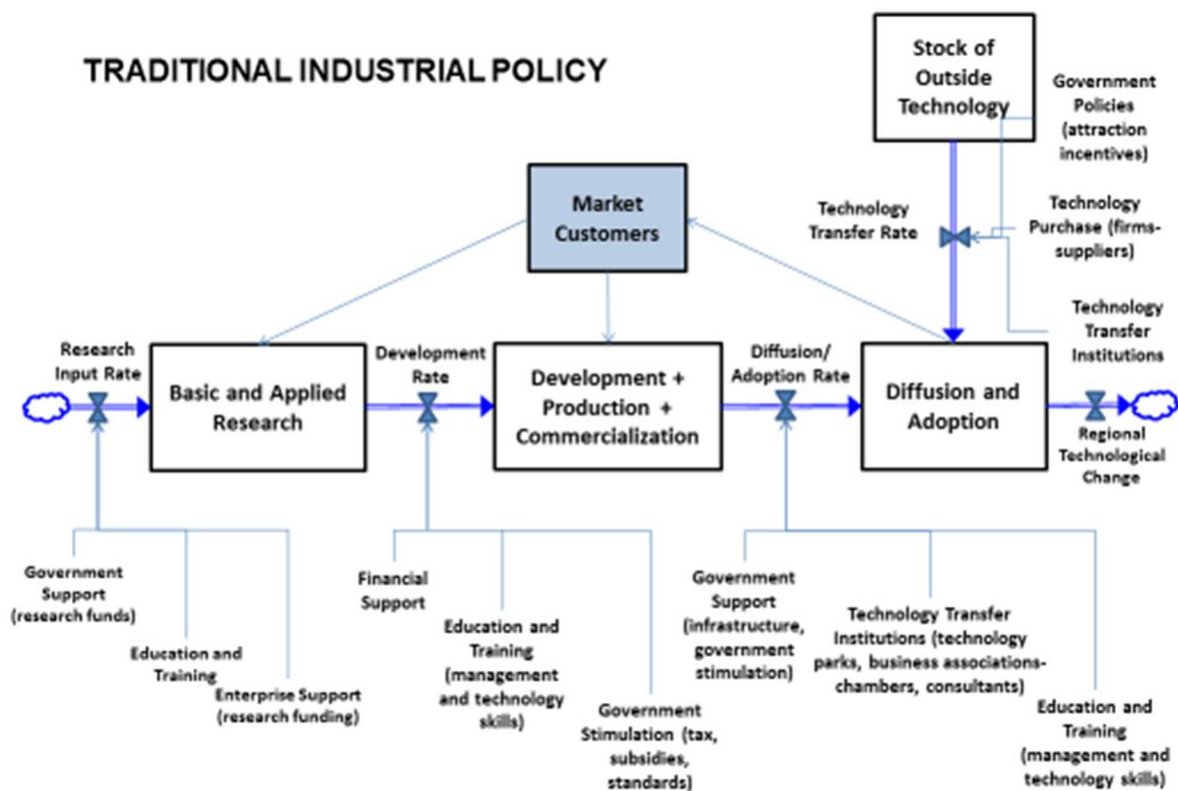 TRADITIONAL INDUSTRIAL POLICY
Stock of
Outside
Technology
Government
Policies
(attraction
incentives)
Market
Customers
Technology
Transfer Rate
Technology
Purchase (firms-
suppliers)
Technology
Transfer
Institutions
Research
Input Rate
Basic and Applied
Research
Development
Rate
Development +
Production +
Commercialization
Diffusion/
Adoption Rate
Diffusion and
Adoption
Regional
Technological
Change
Government
Support
(research funds)
Education and
Training
Enterprise Support
(research funding)
Financial
Support
Education and
Training
(management
and technology
skills)
Government
Stimulation (tax,
subsidies,
standards)
Government
Support
(infrastructure,
government
stimulation)
Technology Transfer
Institutions (technology
parks, business associations-
chambers, consultants)
Education and
Training
(management and
technology skills)